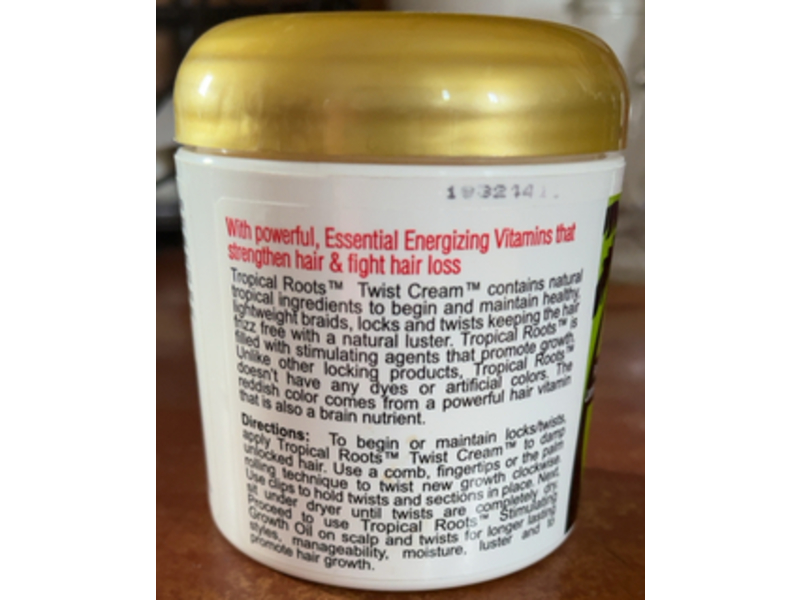 With powerful, Essential Energizing Vitamins that
strengthen hair & fight hair loss
Tropical Roots™ Twist Cream™ contains natural
tropical ingredients to begin and maintain healthy,
lightweight braids, locks and twists keeping the hair
frizz free with a natural luster. Tropical Roots™ is
filled with stimulating agents that promote growth.
Unlike other locking products, Tropical Roots™
doesn't have any dyes or artificial colors. The
reddish color comes from a powerful hair vitamin
that is also a brain nutrient.
Directions: To begin or maintain locks/twists,
apply Tropical Roots™ Twist Cream™ to damp
unlocked hair. Use a comb, fingertips or the palm
rolling technique to twist new growth clockwise.
Use clips to hold twists and sections in place. Next,
sit under dryer until twists are completely dry.
Proceed to use Tropical Roots™ Stimulating
Growth Oil on scalp and twists for longer lasting
styles, manageability, moisture, luster and to
promote hair growth.